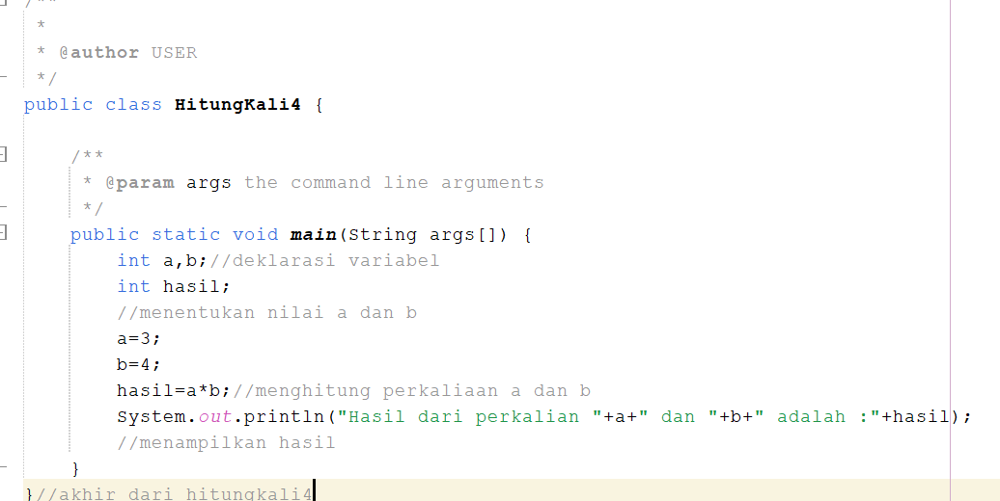 /**
*
* @author USER
*/
public class HitungKali4 {
/**
* @param args the command line arguments
*/
public static void main(String args[]) {
int a,b;//deklarasi variabel
int hasil;
//menentukan nilai a dan b
a=3;
b=4;
hasil=a*b;//menghitung perkaliaan a dan b
System.out.println("Hasil dari perkalian "+a+" dan "+b+" adalah :"+hasil);
//menampilkan hasil
}
}//akhir dari hitungkali4